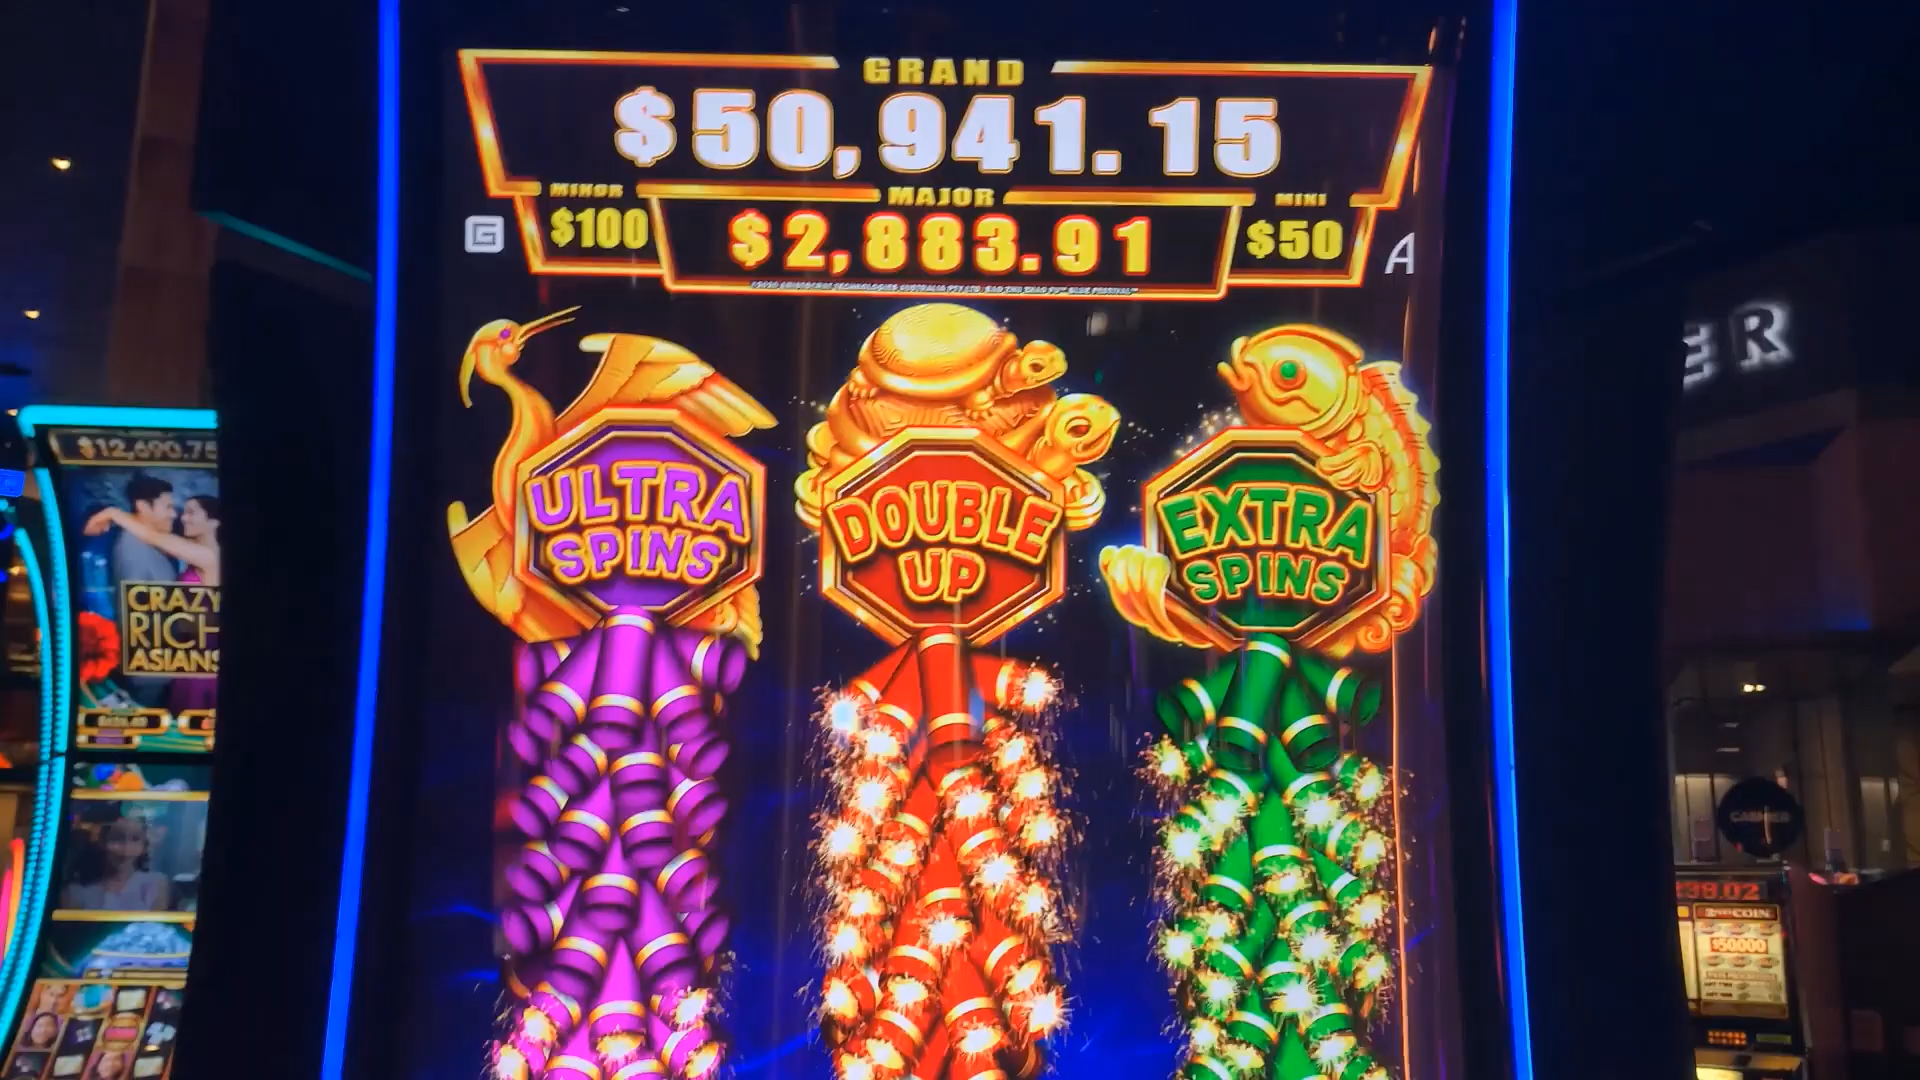 GRAND
$50,941.15
MINOR
MAJOR
MINI
$100
$2,883.91
$50
ULTRA
SPINS
DOUBLE
UP
EXTRA
SPINS
$12,690.75
CRAZY
RICH
ASIANS
ER
CASHIER
$50000